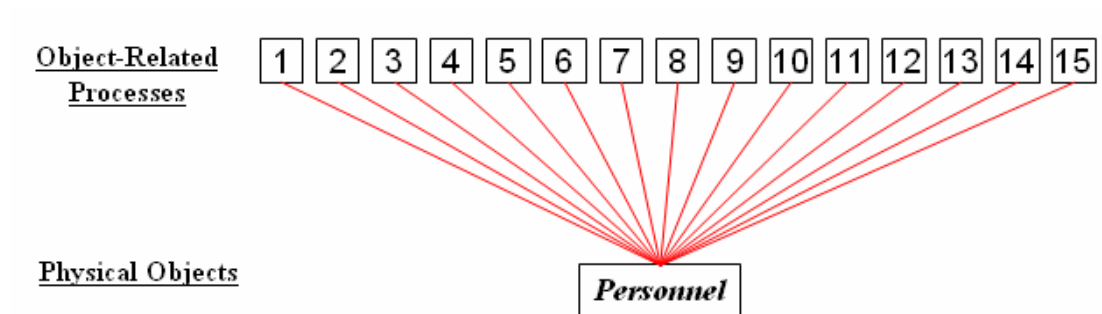 Object-Related
Processes
1 2 3 4 5 6 7 8 9 10 11 12 13 14 15
Physical Objects
Personnel